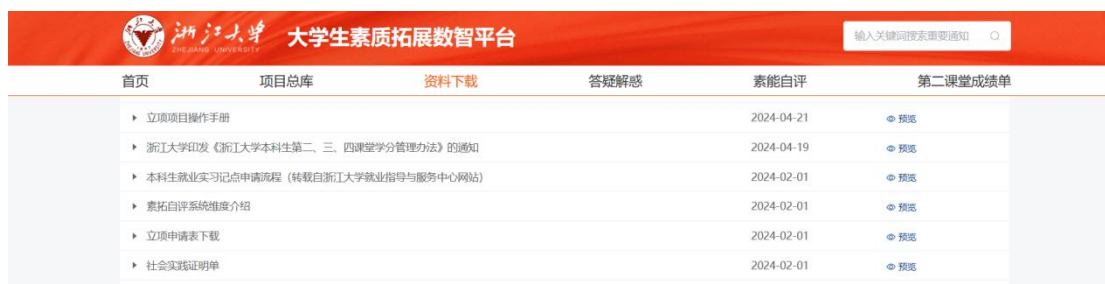 浙江大学
ZHEJIANG UNIVERSITY
大学生素质拓展数智平台
输入关键词搜索重要通知
首页 项目总库 资料下载 答疑解惑 素能自评 第二课堂成绩单
立项项目操作手册 2024-04-21 预览
浙江大学印发《浙江大学本科生第二、三、四课堂学分管理办法》的通知 2024-04-19 预览
本科生就业实习记点申请流程（转载自浙江大学就业指导与服务中心网站） 2024-02-01 预览
素拓自评系统维度介绍 2024-02-01 预览
立项申请表下载 2024-02-01 预览
社会实践证明单 2024-02-01 预览